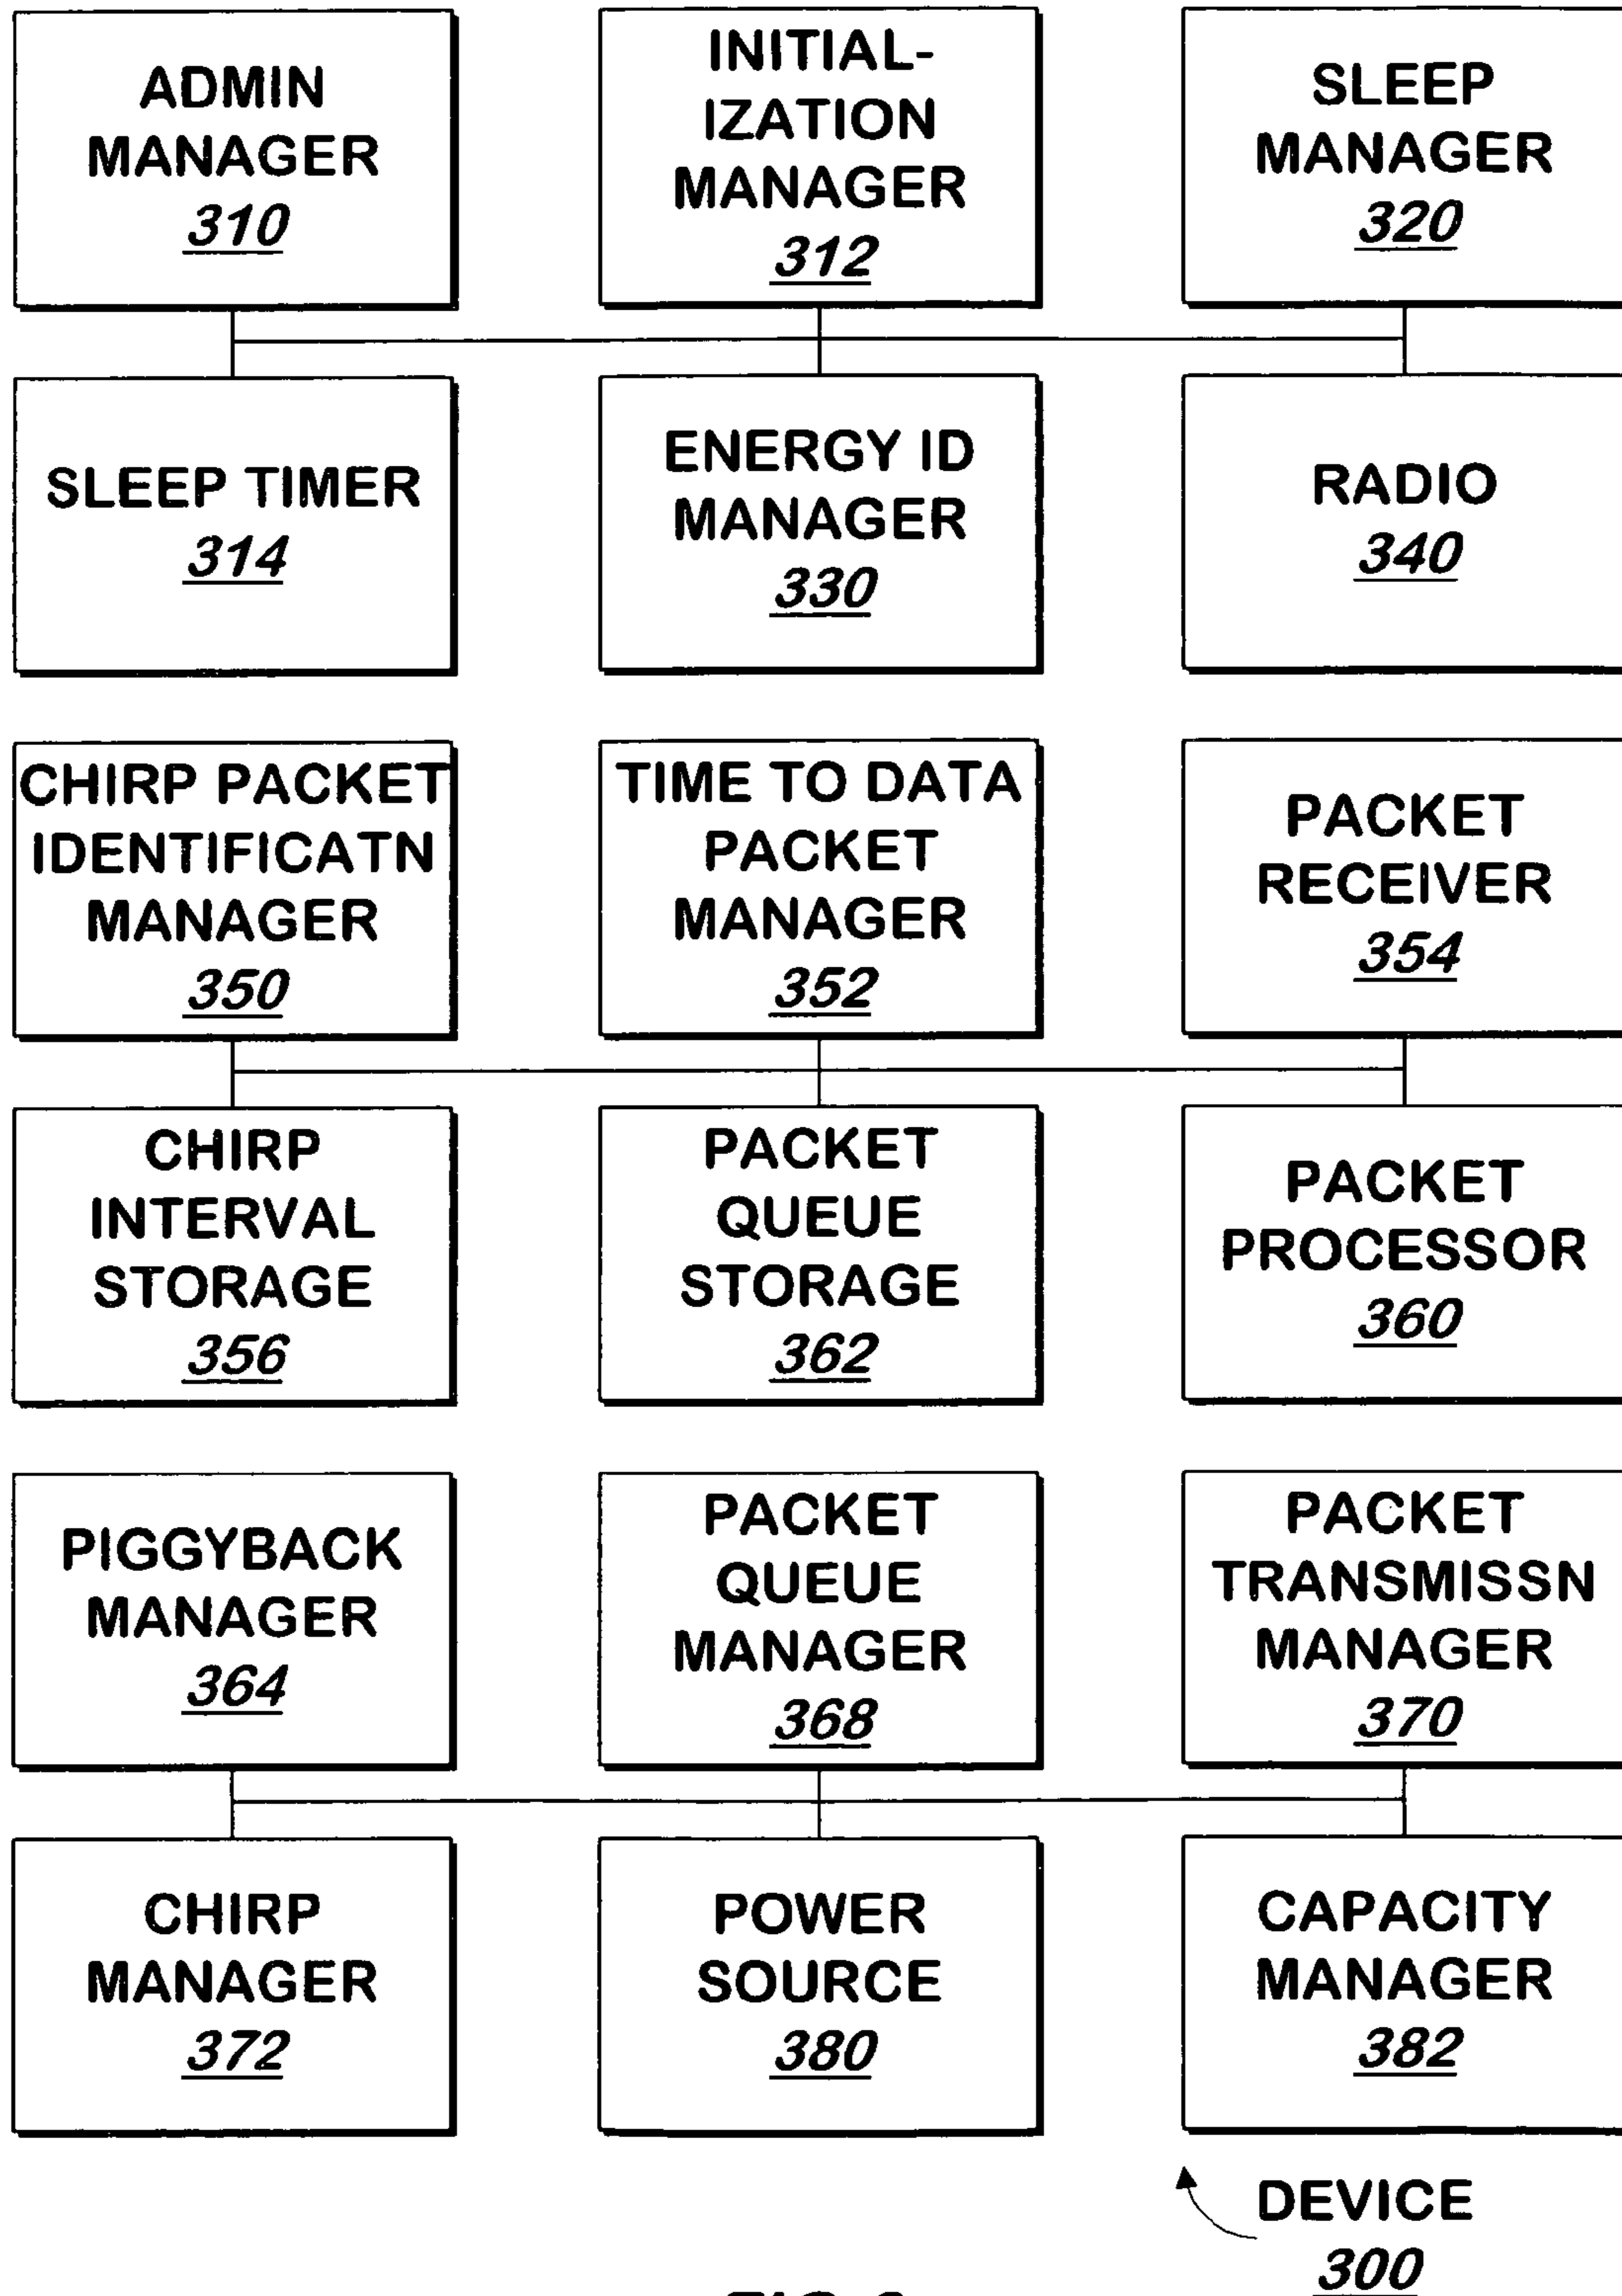 ADMIN
MANAGER
310
INITIAL-
IZATION
MANAGER
312
SLEEP
MANAGER
320
SLEEP TIMER
314
ENERGY ID
MANAGER
330
RADIO
340
CHIRP PACKET
IDENTIFICATN
MANAGER
350
TIME TO DATA
PACKET
MANAGER
352
PACKET
RECEIVER
354
CHIRP
INTERVAL
STORAGE
356
PACKET
QUEUE
STORAGE
362
PACKET
PROCESSOR
360
PIGGYBACK
MANAGER
364
PACKET
QUEUE
MANAGER
368
PACKET
TRANSMISSN
MANAGER
370
CHIRP
MANAGER
372
POWER
SOURCE
380
CAPACITY
MANAGER
382
DEVICE
300